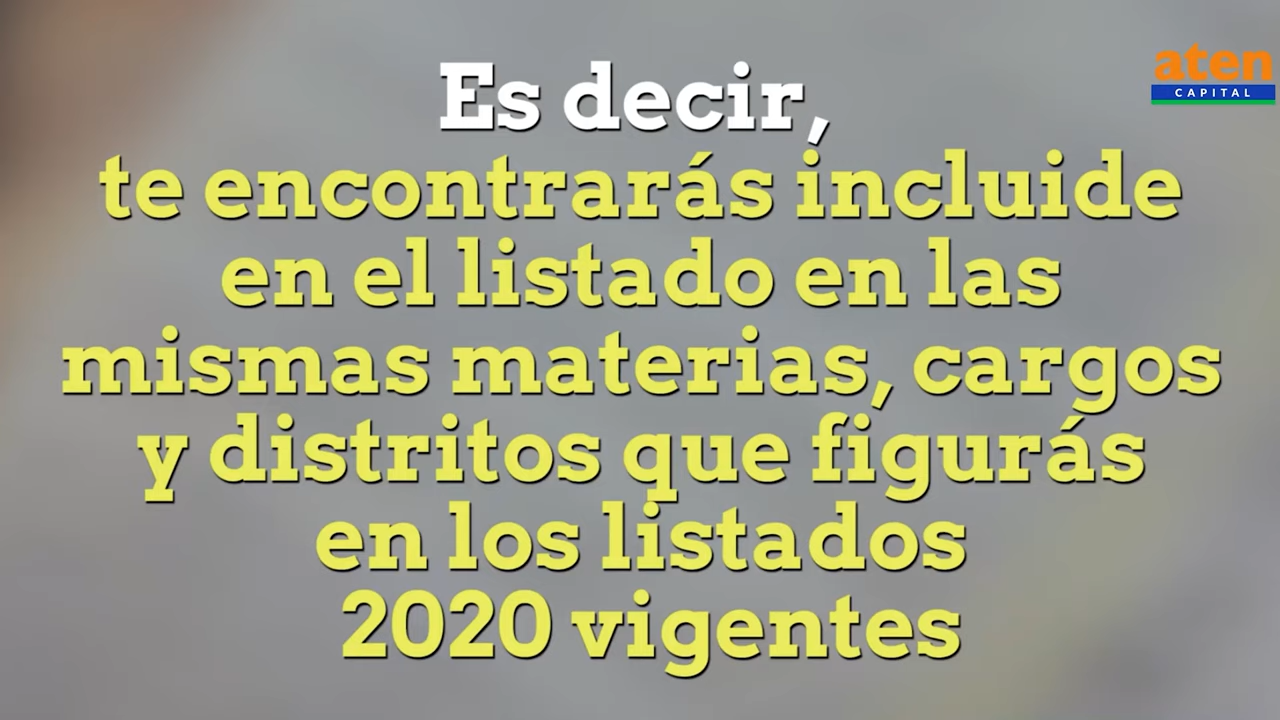 aten
CAPITAL
Es decir,
te encontrarás incluide
en el listado en las
mismas materias, cargos
y distritos que figurás
en los listados
2020 vigentes